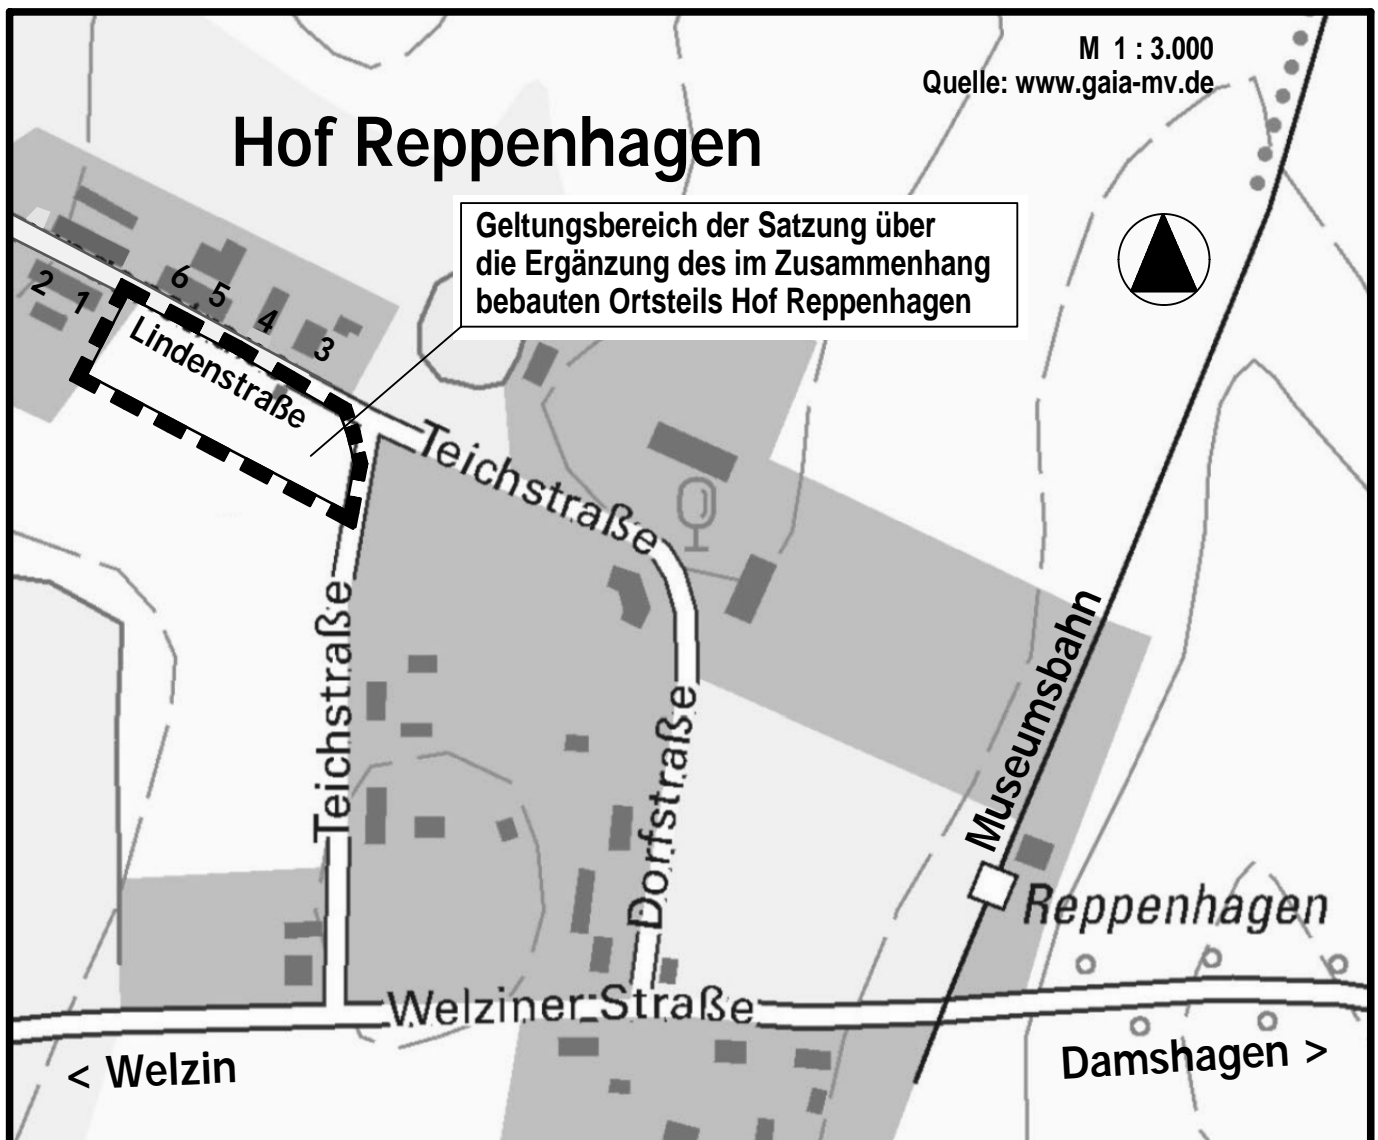 M 1 : 3.000
Quelle: www.gaia-mv.de
Hof Reppenhagen
Geltungsbereich der Satzung über
die Ergänzung des im Zusammenhang
bebauten Ortsteils Hof Reppenhagen
2
1
6
5
4
3
Lindenstraße
Teichstraße
Teichstraße
Dorfstraße
Museumsbahn
Reppenhagen
Welziner Straße
< Welzin
Damshagen >